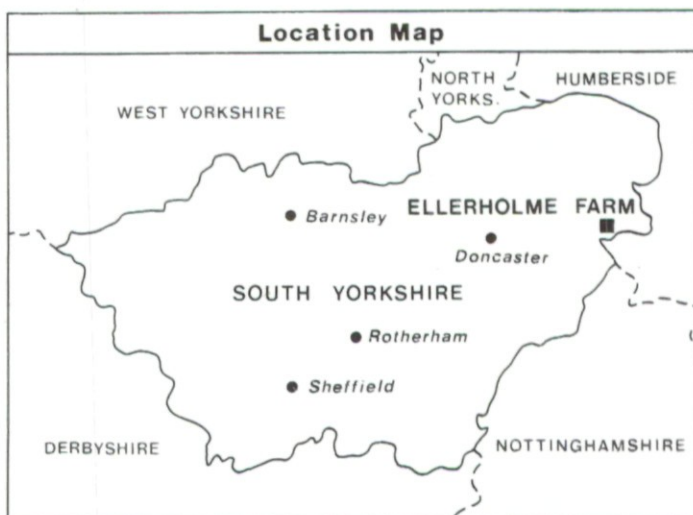 Location Map
NORTH
YORKS.
HUMBERSIDE
WEST YORKSHIRE
ELLERHOLME FARM
Barnsley
Doncaster
SOUTH YORKSHIRE
Rotherham
Sheffield
DERBYSHIRE
NOTTINGHAMSHIRE